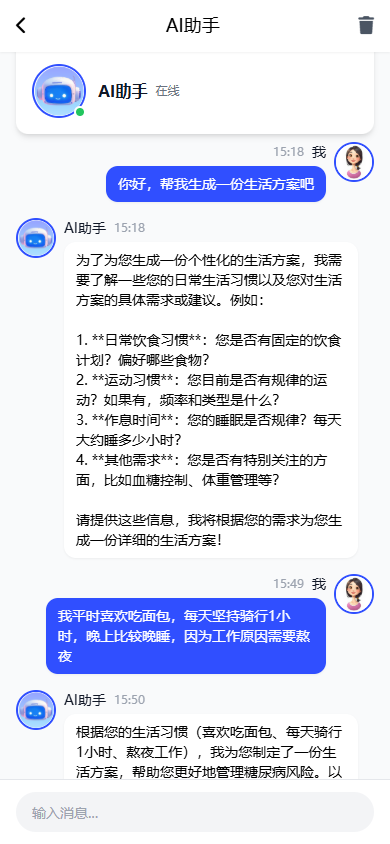 AI助手
AI助手 在线
15:18 我
你好，帮我生成一份生活方案吧
AI助手 15:18
为了为您生成一份个性化的生活方案，我需
要了解一些您的日常生活习惯以及您对生活
方案的具体需求或建议。例如：
1. **日常饮食习惯**：您是否有固定的饮食
计划？偏好哪些食物？
2. **运动习惯**：您目前是否有规律的运
动？如果有，频率和类型是什么？
3. **作息时间**：您的睡眠是否规律？每天
大约睡多少小时？
4. **其他需求**：您是否有特别关注的方
面，比如血糖控制、体重管理等？
请提供这些信息，我将根据您的需求为您生
成一份详细的生活方案！
15:49 我
我平时喜欢吃面包，每天坚持骑行1小
时，晚上比较晚睡，因为工作原因需要熬
夜
AI助手 15:50
根据您的生活习惯（喜欢吃面包、每天骑行
1小时、熬夜工作），我为您制定了一份生
活方案，帮助您更好地管理糖尿病风险。以
输入消息...